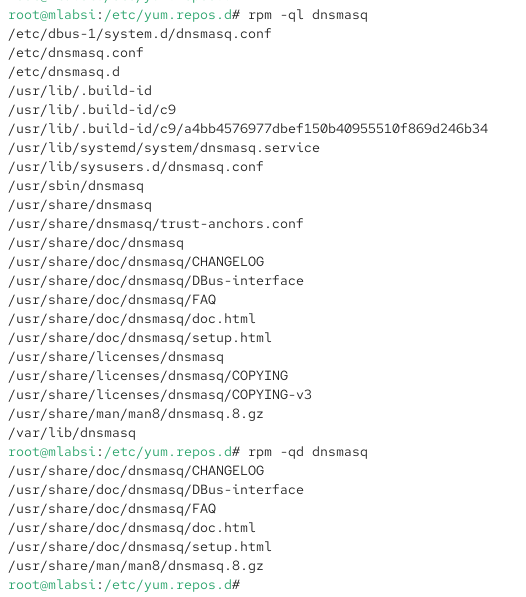 root@mlabsi:/etc/yum.repos.d# rpm -ql dnsmasq
/etc/dbus-1/system.d/dnsmasq.conf
/etc/dnsmasq.conf
/etc/dnsmasq.d
/usr/lib/.build-id
/usr/lib/.build-id/c9
/usr/lib/.build-id/c9/a4bb4576977dbef150b40955510f869d246b34
/usr/lib/systemd/system/dnsmasq.service
/usr/lib/sysusers.d/dnsmasq.conf
/usr/sbin/dnsmasq
/usr/share/dnsmasq
/usr/share/dnsmasq/trust-anchors.conf
/usr/share/doc/dnsmasq
/usr/share/doc/dnsmasq/CHANGELOG
/usr/share/doc/dnsmasq/DBus-interface
/usr/share/doc/dnsmasq/FAQ
/usr/share/doc/dnsmasq/doc.html
/usr/share/doc/dnsmasq/setup.html
/usr/share/licenses/dnsmasq
/usr/share/licenses/dnsmasq/COPYING
/usr/share/licenses/dnsmasq/COPYING-v3
/usr/share/man/man8/dnsmasq.8.gz
/var/lib/dnsmasq
root@mlabsi:/etc/yum.repos.d# rpm -qd dnsmasq
/usr/share/doc/dnsmasq/CHANGELOG
/usr/share/doc/dnsmasq/DBus-interface
/usr/share/doc/dnsmasq/FAQ
/usr/share/doc/dnsmasq/doc.html
/usr/share/doc/dnsmasq/setup.html
/usr/share/man/man8/dnsmasq.8.gz
root@mlabsi:/etc/yum.repos.d#